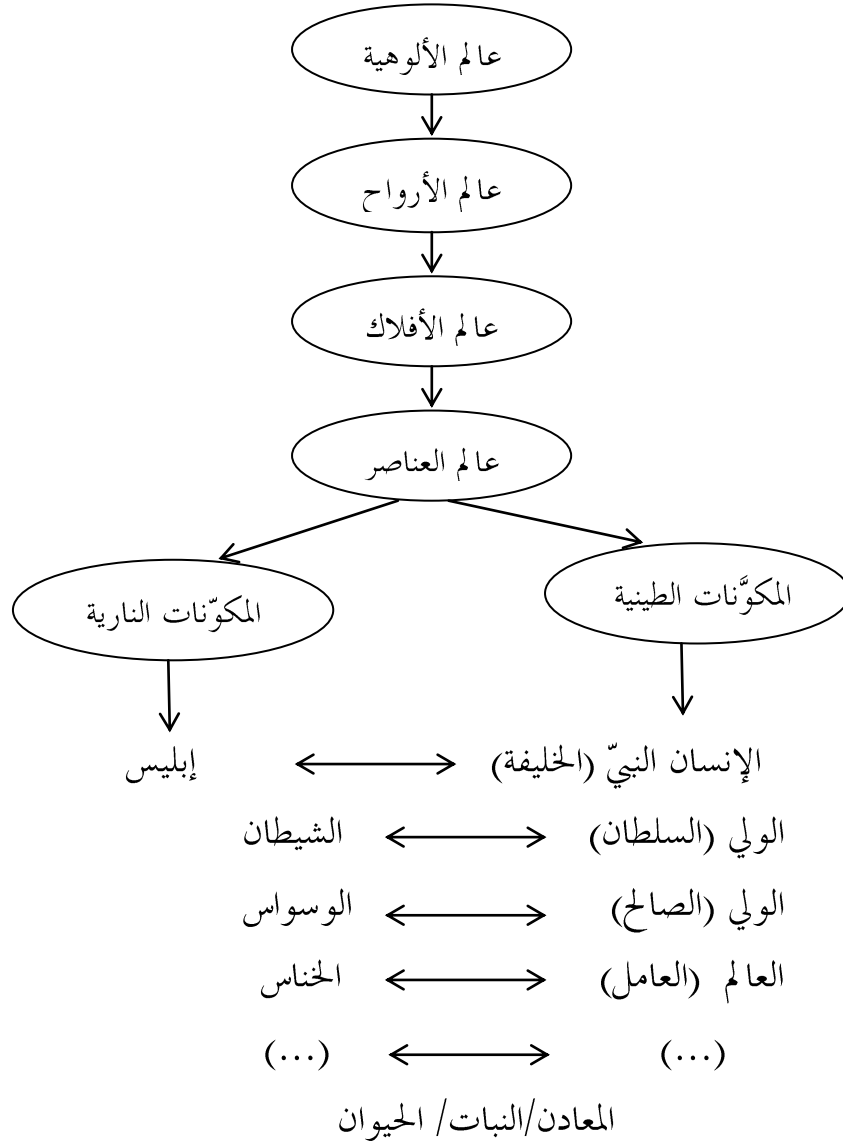 عالم الألوهية
عالم الأرواح
عالم الأفلاك
عالم العناصر
المكوَّنات الطينية
المكوّنات النارية
الإنسان النبيّ (الخليفة) إبليس
الولي (السلطان) الشيطان
الولي (الصالح) الوسواس
العالم (العامل) الخناس
(...) (...)
المعادن/النبات/ الحيوان